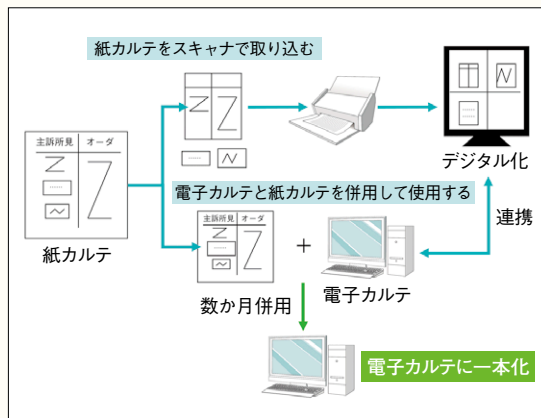 紙カルテをスキャナで取り込む
主訴所見 オーダ
紙カルテ
デジタル化
電子カルテと紙カルテを併用して使用する
主訴所見 オーダ
+
連携
数か月併用
電子カルテ
電子カルテに一本化